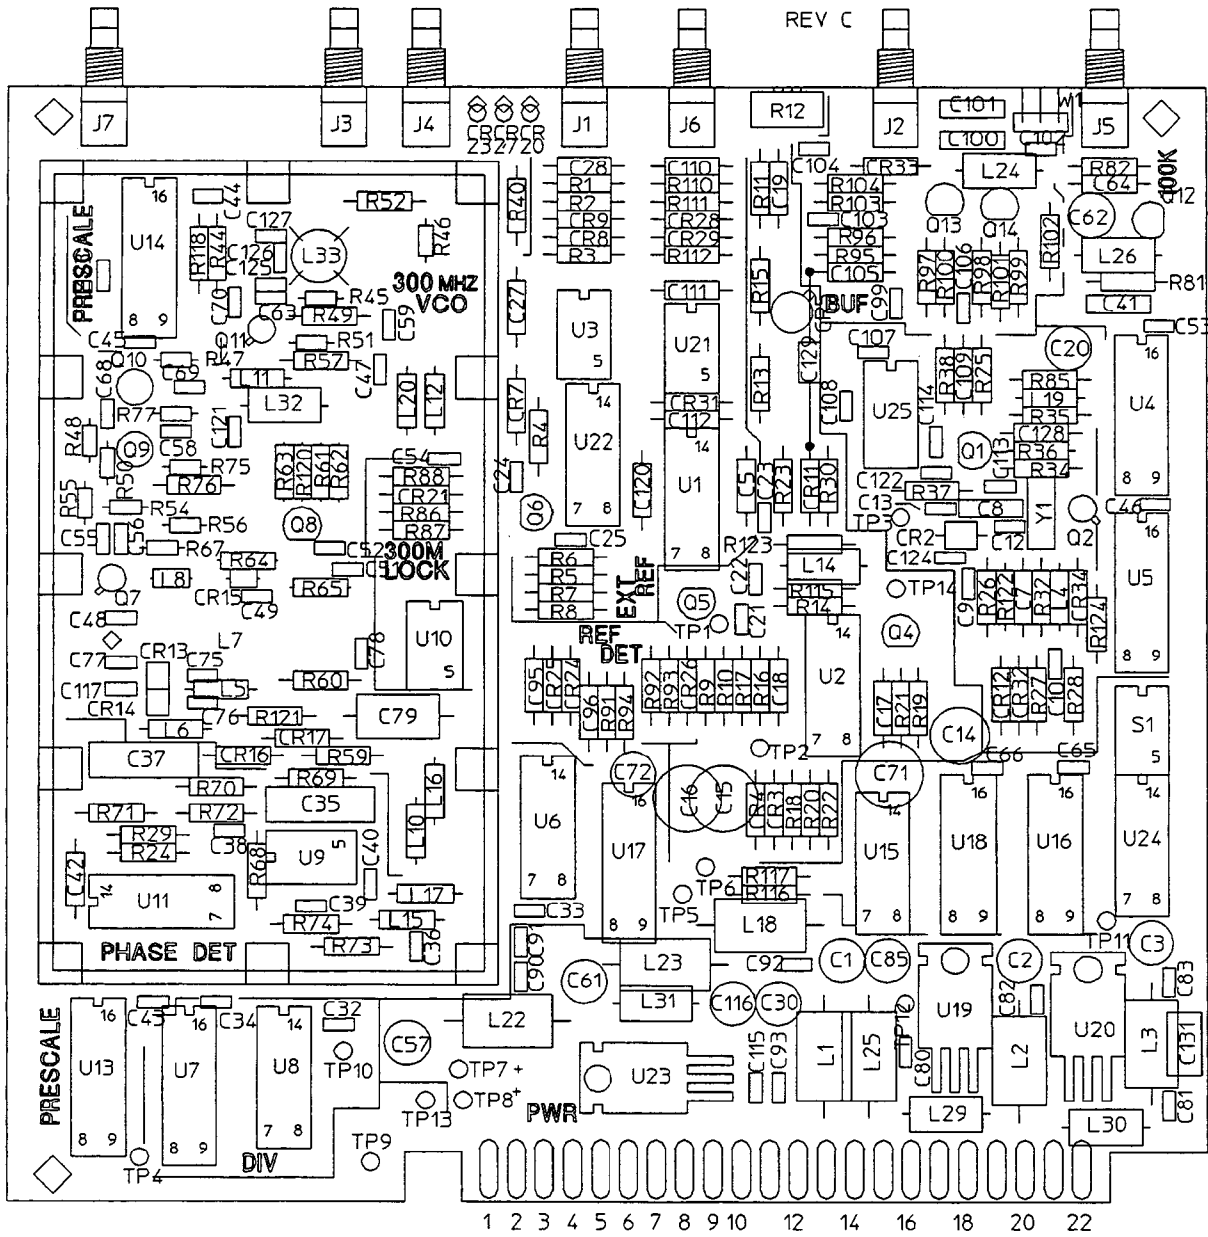 REV C
J7
J3
J4
CR 23
CR 27
CR 20
J1
J6
R12
J2
C101
C100
W1
C102
J5
100K
PRESCALE
16
U14
8 9
C44
R118
R44
C127
C126
C125
L33
R52
R46
300 MHZ
VCO
R40
C28
R1
R2
CR9
CR8
R3
C110
R110
R111
CR28
CR29
R112
R11
C19
C104
CR33
R104
R103
C103
R96
R95
C105
L24
Q13
Q14
R102
R82
C64
C62
Q12
L26
R81
C41
C53
R97
R100
C106
R98
R101
R99
C70
C63
R45
R49
C59
C27
U3
5
C111
U21
5
R15
BUF
C99
C107
C20
C45
Q10
Q11
R47
R51
R57
C47
C68
C69
L32
L20
L12
CR7
R4
14
U22
7 8
CR31
C112
14
U1
7 8
R13
C129
C108
U25
C114
R38
C109
R25
R85
L19
R35
C128
R36
R34
16
U4
8 9
R77
R48
Q9
C58
C121
R75
R76
R50
R55
R54
R56
R63
R120
R61
R62
Q8
C54
R88
CR21
R86
R87
C24
Q6
C120
C5
C23
R23
CR11
R30
Q1
C113
C122
C13
R37
TP3
CR2
C8
C12
Y1
Q2
C46
16
U5
8 9
C55
C56
R67
R64
C52
300M
LOCK
C51
C25
R6
R5
R7
R8
EXT
REF
R123
L14
C22
C21
R115
R14
C124
TP14
Q7
L8
CR15
C49
R65
C48
L7
C77
CR13
C75
C117
CR14
L5
C76
L6
R60
C78
U10
5
REF
DET
Q5
TP1
14
U2
7 8
Q4
C9
R26
R122
C7
R32
L4
CR34
R124
R121
CR17
C79
C95
CR25
CR24
C96
R91
R94
R92
R93
CR26
R9
R10
R17
R16
C18
C17
R21
R19
C14
CR12
CR32
R27
C10
R28
S1
5
C37
CR16
R59
R69
R70
R71
R72
C35
L16
L10
TP2
C72
C16
C15
C71
C66
C65
R29
R24
C38
R68
U9
5
C40
14
U6
7 8
16
U17
8 9
CR4
CR3
R18
R20
R22
14
U15
7 8
16
U18
8 9
16
U16
8 9
14
U24
7 8
C42
14
U11
8
7
C39
R74
R73
L17
L15
C36
PHASE DET
C33
C91
C90
TP5
TP6
R117
R116
L18
TP11
C3
C61
L23
L31
C92
C1
C85
C2
C82
C83
C116
C30
U19
U20
L3
C131
PRESCALE
16
U13
8 9
C43
16
U7
8 9
C34
14
U8
7 8
C32
TP10
C57
L22
TP7 +
TP8 +
TP13
TP9
TP4
DIV
PWR
U23
C115
C93
L1
L25
C80
L2
L29
L30
C81
1 2 3 4 5 6 7 8 9 10 12 14 16 18 20 22